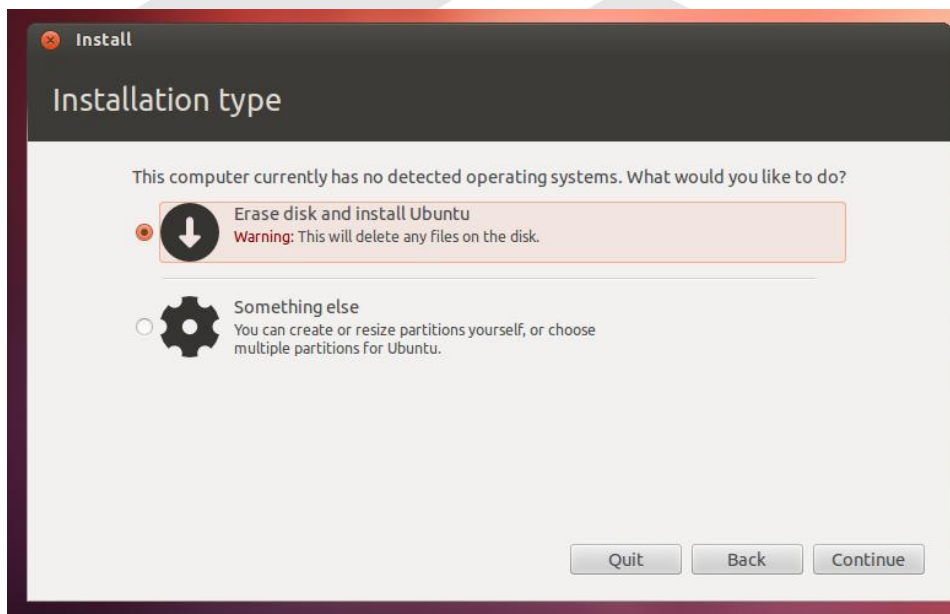 Install
Installation type
This computer currently has no detected operating systems. What would you like to do?
Erase disk and install Ubuntu
Warning: This will delete any files on the disk.
Something else
You can create or resize partitions yourself, or choose
multiple partitions for Ubuntu.
Quit Back Continue